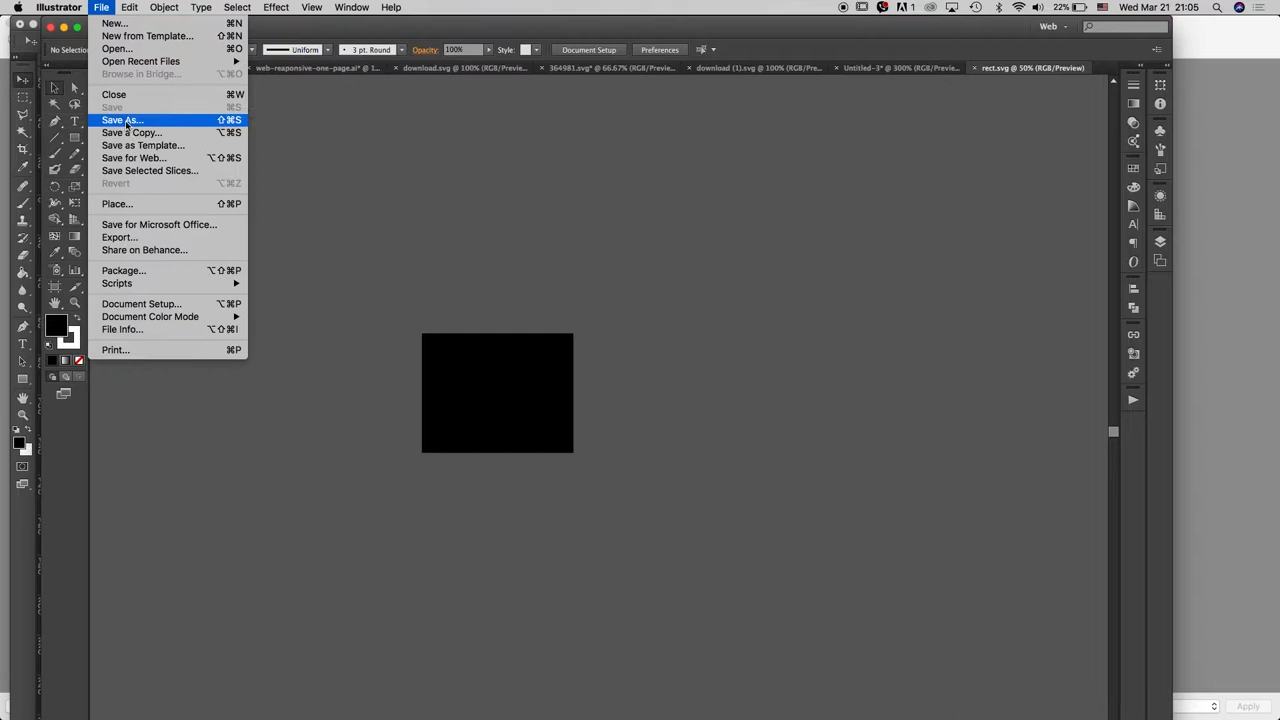 Illustrator File Edit Object Type Select Effect View Window Help 1 22% Wed Mar 21 21:05
Web
No Selection Uniform 3 pt. Round Opacity: 100% Style: Document Setup Preferences
web-responsive-one-page.ai* @ 1... download.svg @ 100% (RGB/Previe... 364981.svg* @ 66.67% (RGB/Previe... download (1).svg @ 100% (RGB/Pre... Untitled-3* @ 300% (RGB/Previe... rect.svg @ 50% (RGB/Preview)
New... ⌘N
New from Template... ⇧⌘N
Open... ⌘O
Open Recent Files
Browse in Bridge... ⌥⌘O
Close ⌘W
Save ⌘S
Save As... ⇧⌘S
Save a Copy... ⌥⌘S
Save as Template...
Save for Web... ⌥⇧⌘S
Save Selected Slices...
Revert ⌥⌘Z
Place... ⇧⌘P
Save for Microsoft Office...
Export...
Share on Behance...
Package... ⌥⇧⌘P
Scripts
Document Setup... ⌥⌘P
Document Color Mode
File Info... ⌥⇧⌘I
Print... ⌘P
Apply